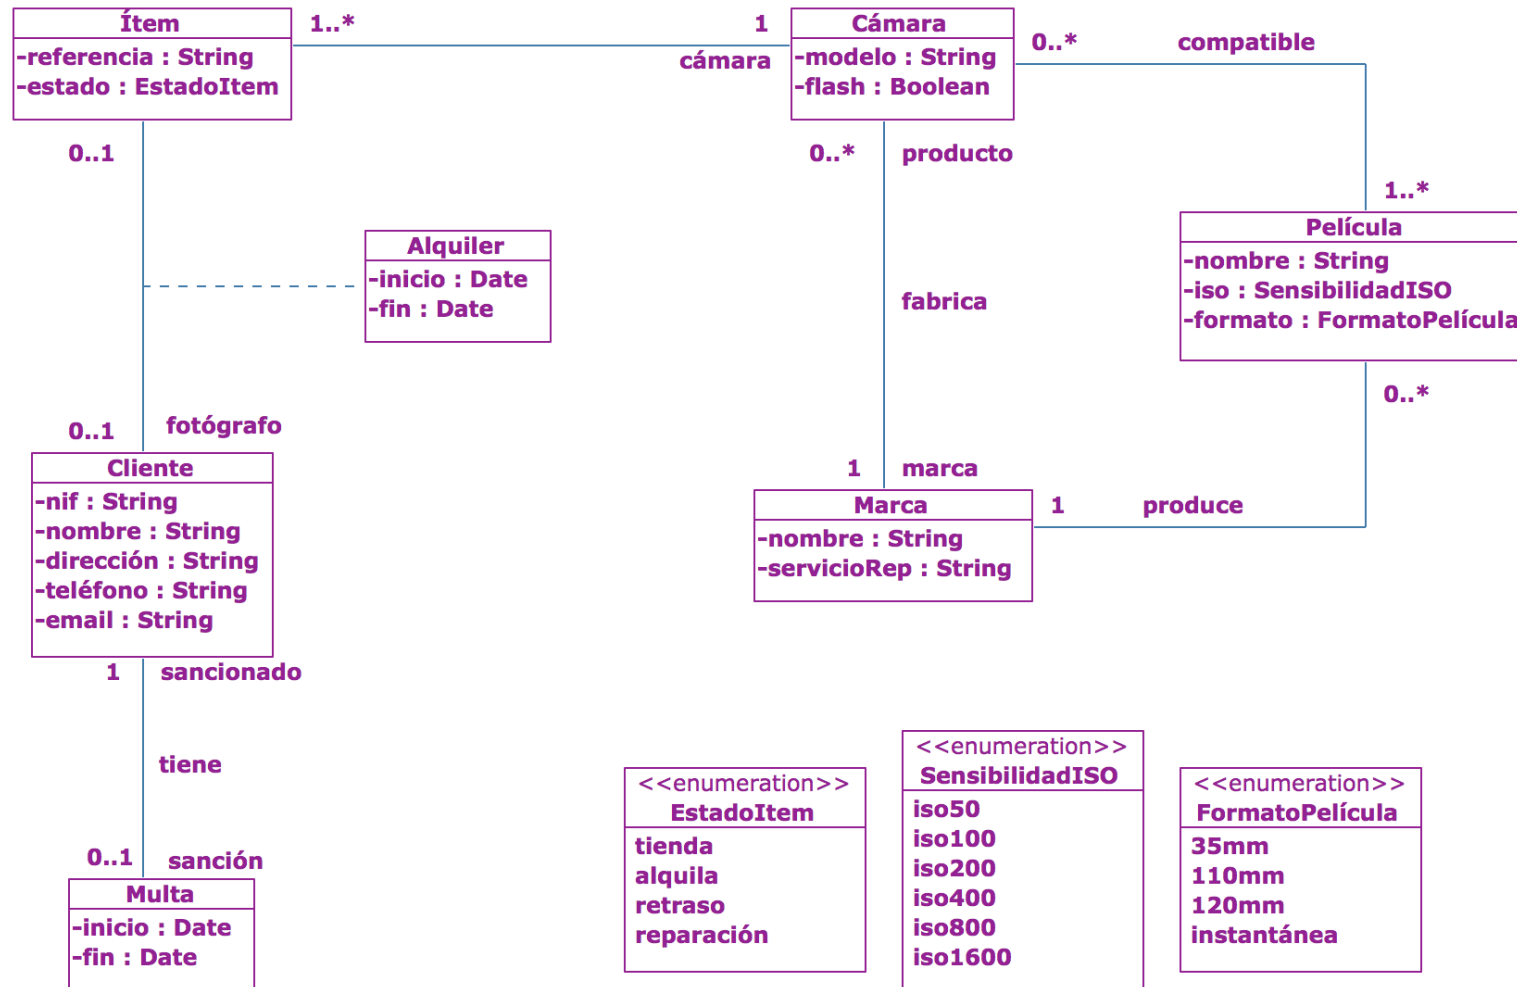 Ítem
-referencia : String
-estado : EstadoItem
1..*
1
cámara
Cámara
-modelo : String
-flash : Boolean
0..*
compatible
0..1
0..*
producto
1..*
Película
-nombre : String
-iso : SensibilidadISO
-formato : FormatoPelícula
Alquiler
-inicio : Date
-fin : Date
fabrica
0..*
0..1
fotógrafo
Cliente
-nif : String
-nombre : String
-dirección : String
-teléfono : String
-email : String
1
marca
Marca
-nombre : String
-servicioRep : String
1
produce
1
sancionado
tiene
0..1
sanción
Multa
-inicio : Date
-fin : Date
<<enumeration>>
EstadoItem
tienda
alquila
retraso
reparación
<<enumeration>>
SensibilidadISO
iso50
iso100
iso200
iso400
iso800
iso1600
<<enumeration>>
FormatoPelícula
35mm
110mm
120mm
instantánea